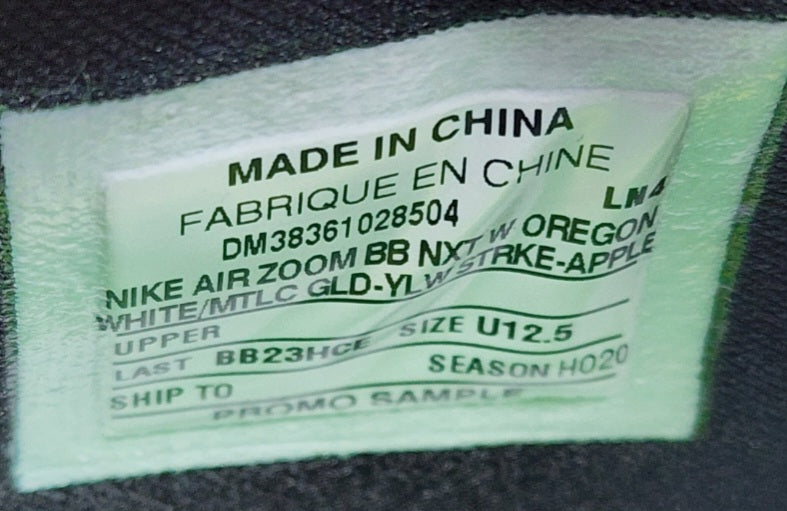 MADE IN CHINA
FABRIQUE EN CHINE
LN4
DM38361028504
NIKE AIR ZOOM BB NXT W OREGON
WHITE/MTLC GLD-YLW STRKE-APPLE
UPPER
SIZE U12.5
LAST BB23HCE
SEASON HO20
SHIP TO
PROMO SAMPLE